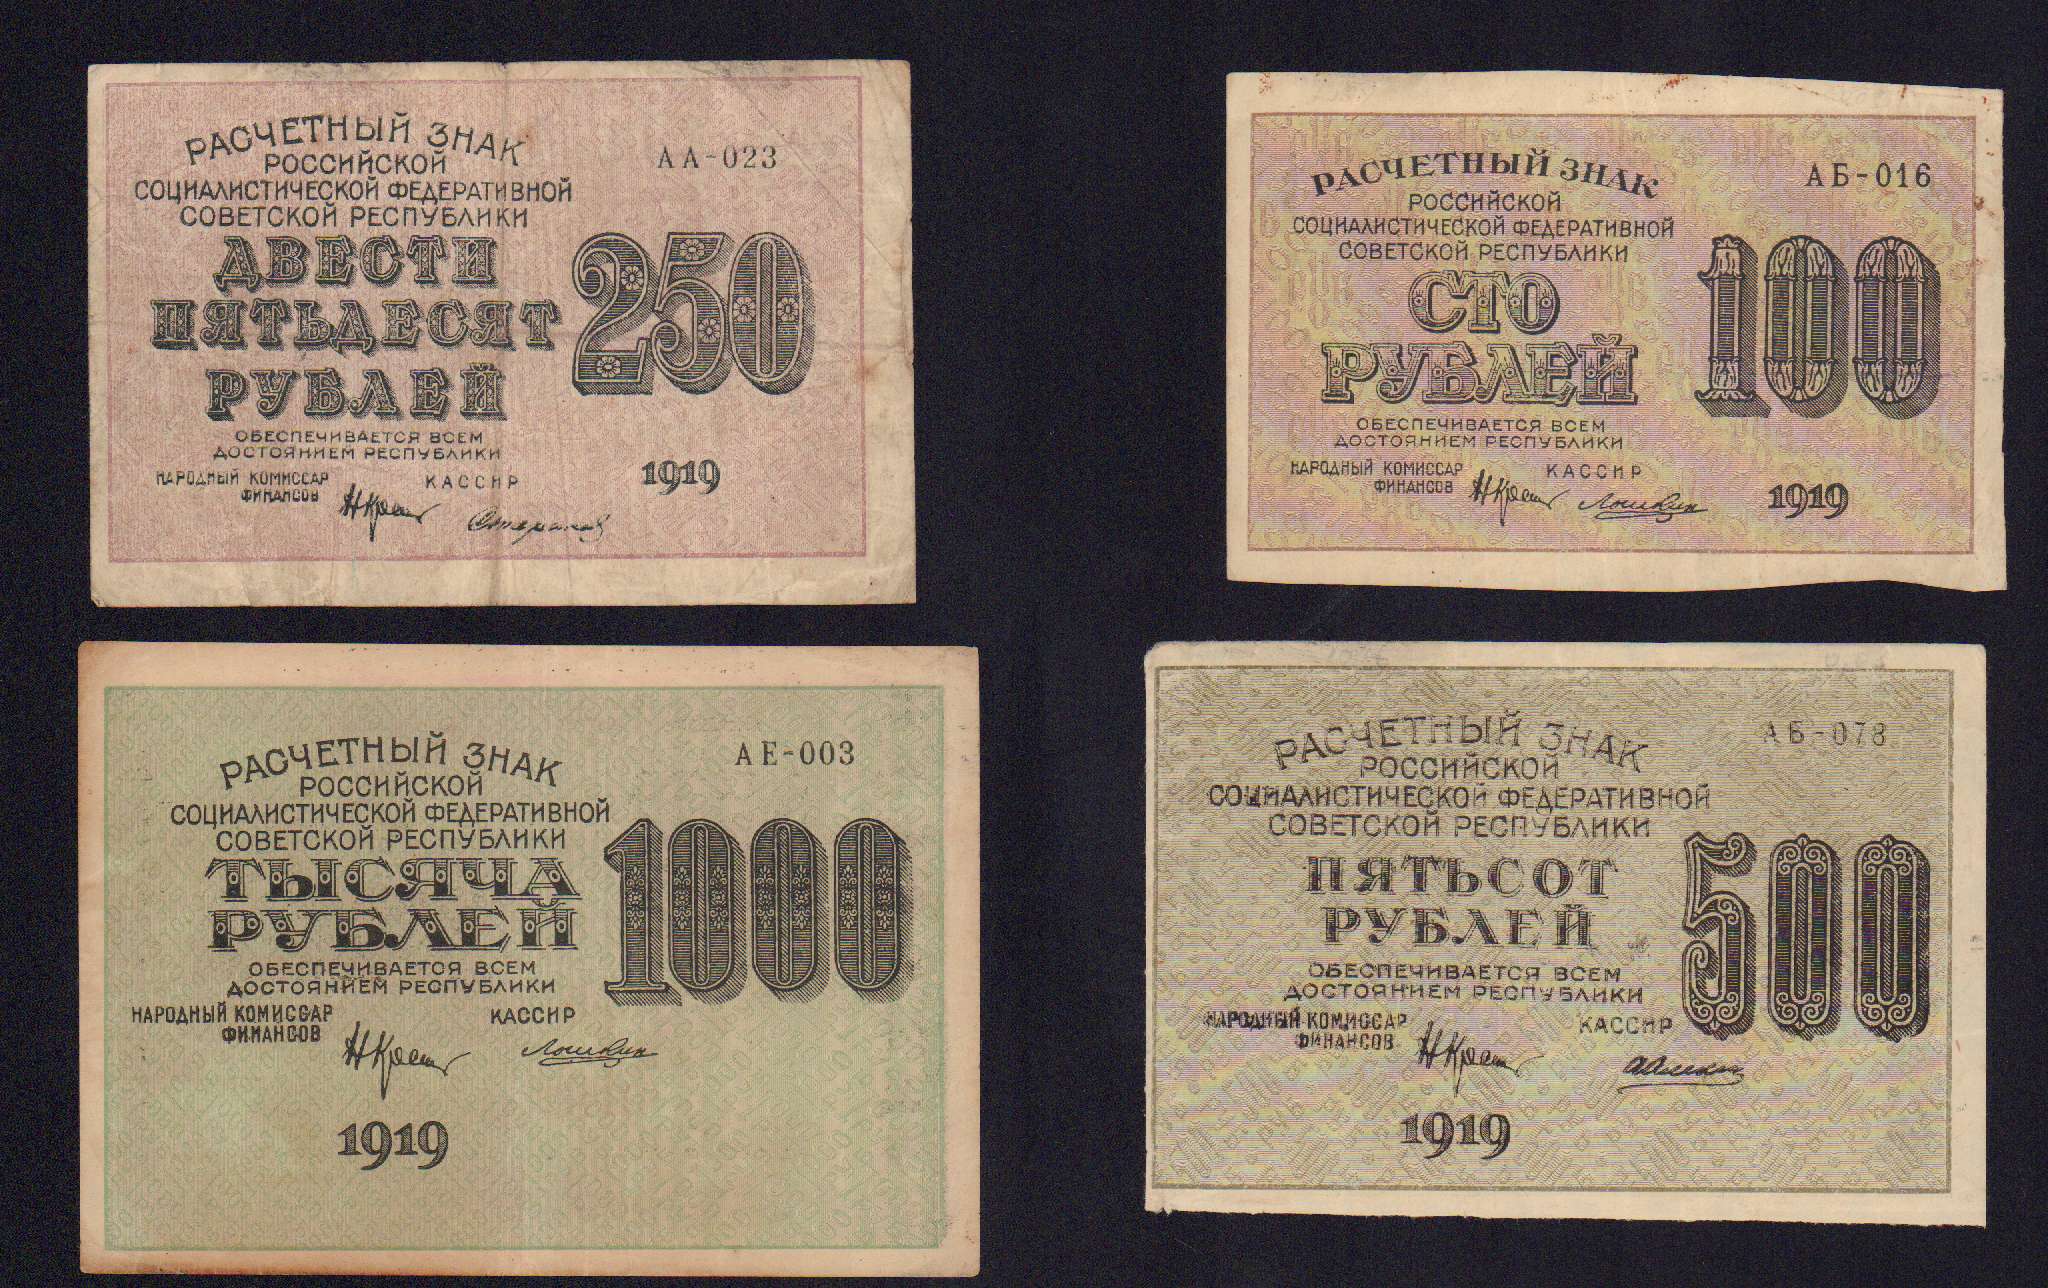 РАСЧЕТНЫЙ ЗНАК
РОССИЙСКОЙ
СОЦИАЛИСТИЧЕСКОЙ ФЕДЕРАТИВНОЙ
СОВЕТСКОЙ РЕСПУБЛИКИ
АА-023
ДВЕСТИ
ПЯТЬДЕСЯТ
РУБЛЕЙ
250
ОБЕСПЕЧИВАЕТСЯ ВСЕМ
ДОСТОЯНИЕМ РЕСПУБЛИКИ
НАРОДНЫЙ КОМИССАР
ФИНАНСОВ
КАССИР
1919
РАСЧЕТНЫЙ ЗНАК
РОССИЙСКОЙ
СОЦИАЛИСТИЧЕСКОЙ ФЕДЕРАТИВНОЙ
СОВЕТСКОЙ РЕСПУБЛИКИ
АБ-016
СТО
РУБЛЕЙ
100
ОБЕСПЕЧИВАЕТСЯ ВСЕМ
ДОСТОЯНИЕМ РЕСПУБЛИКИ
НАРОДНЫЙ КОМИССАР
ФИНАНСОВ
КАССИР
1919
РАСЧЕТНЫЙ ЗНАК
РОССИЙСКОЙ
СОЦИАЛИСТИЧЕСКОЙ ФЕДЕРАТИВНОЙ
СОВЕТСКОЙ РЕСПУБЛИКИ
АЕ-003
ТЫСЯЧА
РУБЛЕЙ
1000
ОБЕСПЕЧИВАЕТСЯ ВСЕМ
ДОСТОЯНИЕМ РЕСПУБЛИКИ
НАРОДНЫЙ КОМИССАР
ФИНАНСОВ
КАССИР
1919
РАСЧЕТНЫЙ ЗНАК
РОССИЙСКОЙ
СОЦИАЛИСТИЧЕСКОЙ ФЕДЕРАТИВНОЙ
СОВЕТСКОЙ РЕСПУБЛИКИ
АБ-078
ПЯТЬСОТ
РУБЛЕЙ
500
ОБЕСПЕЧИВАЕТСЯ ВСЕМ
ДОСТОЯНИЕМ РЕСПУБЛИКИ
НАРОДНЫЙ КОМИССАР
ФИНАНСОВ
КАССИР
1919